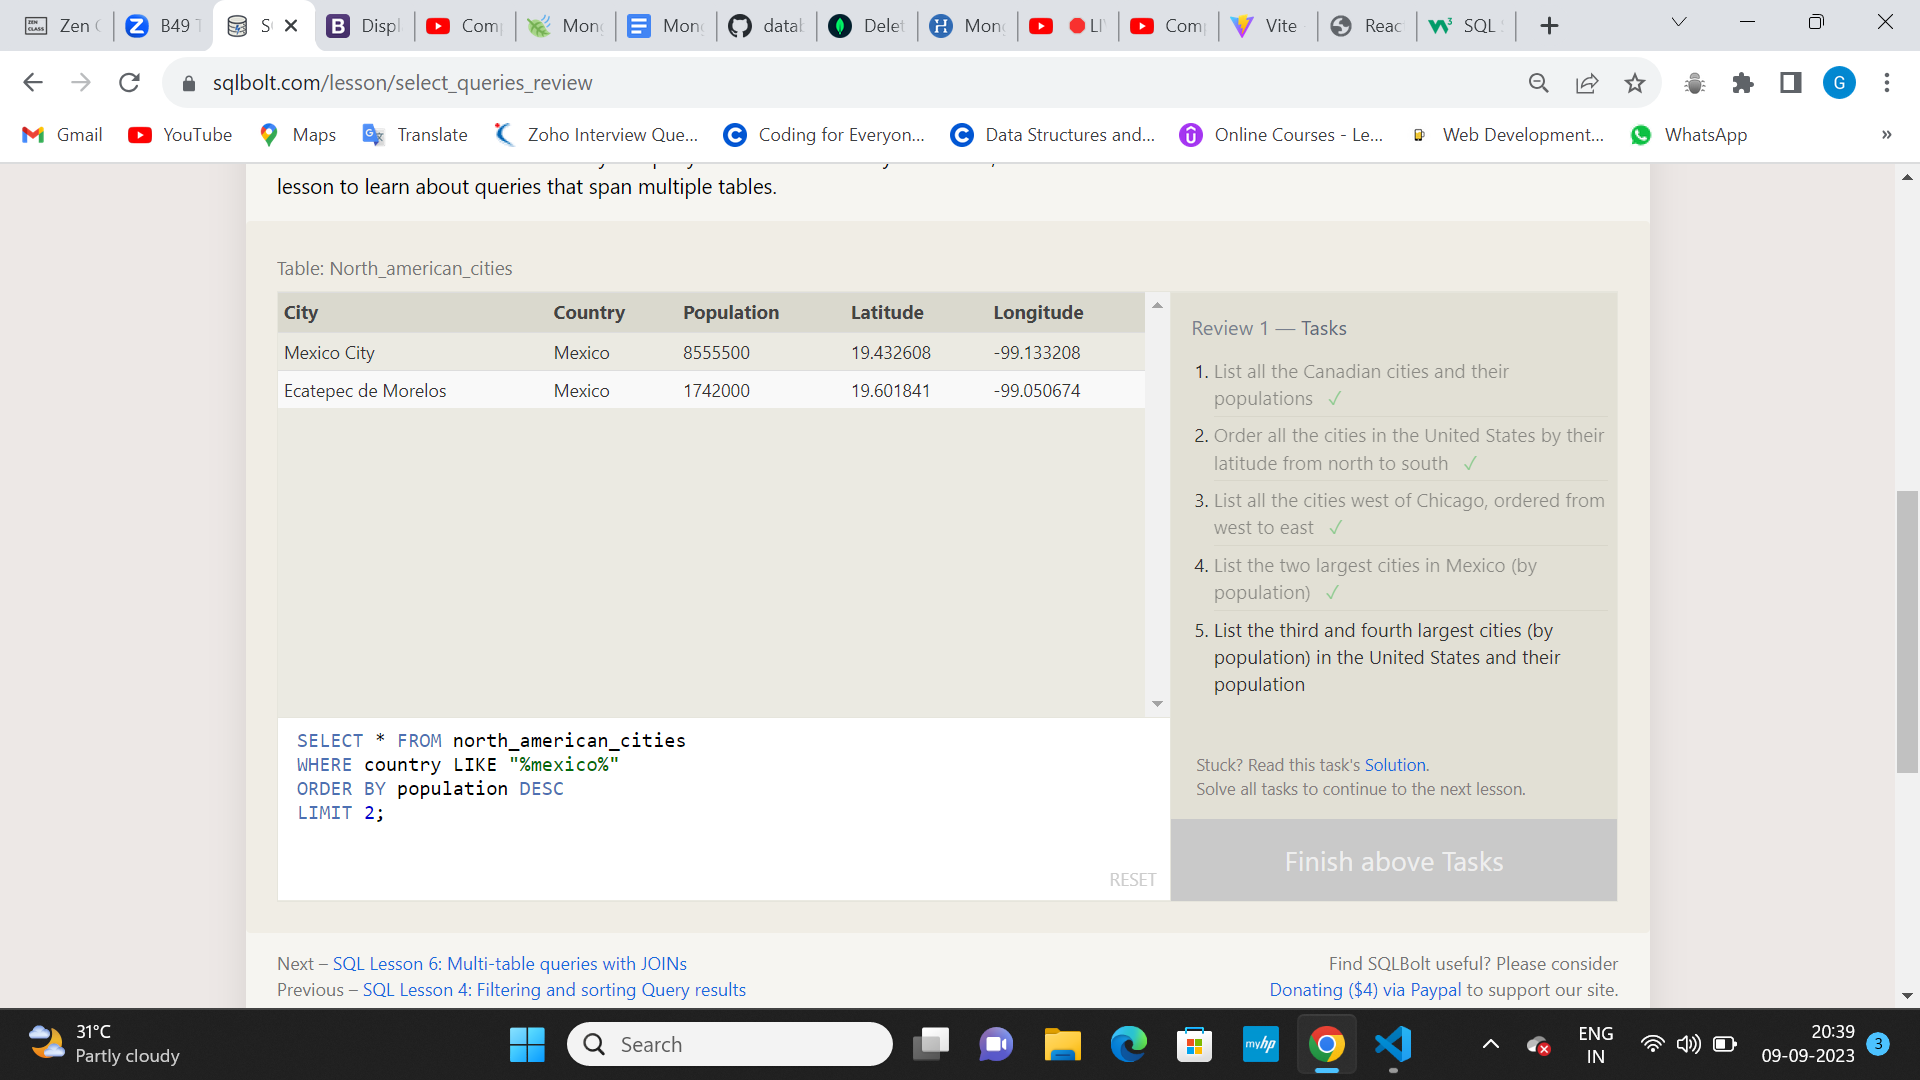 Zen
B49
S
Displ
Com
Mon
Mon
datab
Delet
Mon
LI
Com
Vite
Reac
SQL
sqlbolt.com/lesson/select_queries_review
G
Gmail
YouTube
Maps
Translate
Zoho Interview Que...
Coding for Everyon...
Data Structures and...
Online Courses - Le...
Web Development...
WhatsApp
»
lesson to learn about queries that span multiple tables.
Table: North_american_cities
City Country Population Latitude Longitude
Mexico City Mexico 8555500 19.432608 -99.133208
Ecatepec de Morelos Mexico 1742000 19.601841 -99.050674
Review 1 — Tasks
1. List all the Canadian cities and their
populations ✓
2. Order all the cities in the United States by their
latitude from north to south ✓
3. List all the cities west of Chicago, ordered from
west to east ✓
4. List the two largest cities in Mexico (by
population) ✓
5. List the third and fourth largest cities (by
population) in the United States and their
population
Stuck? Read this task's Solution.
Solve all tasks to continue to the next lesson.
Finish above Tasks
SELECT * FROM north_american_cities
WHERE country LIKE "%mexico%"
ORDER BY population DESC
LIMIT 2;
RESET
Next – SQL Lesson 6: Multi-table queries with JOINs
Previous – SQL Lesson 4: Filtering and sorting Query results
Find SQLBolt useful? Please consider
Donating ($4) via Paypal to support our site.
31°C
Partly cloudy
Search
myhp
ENG
IN
20:39
09-09-2023
3